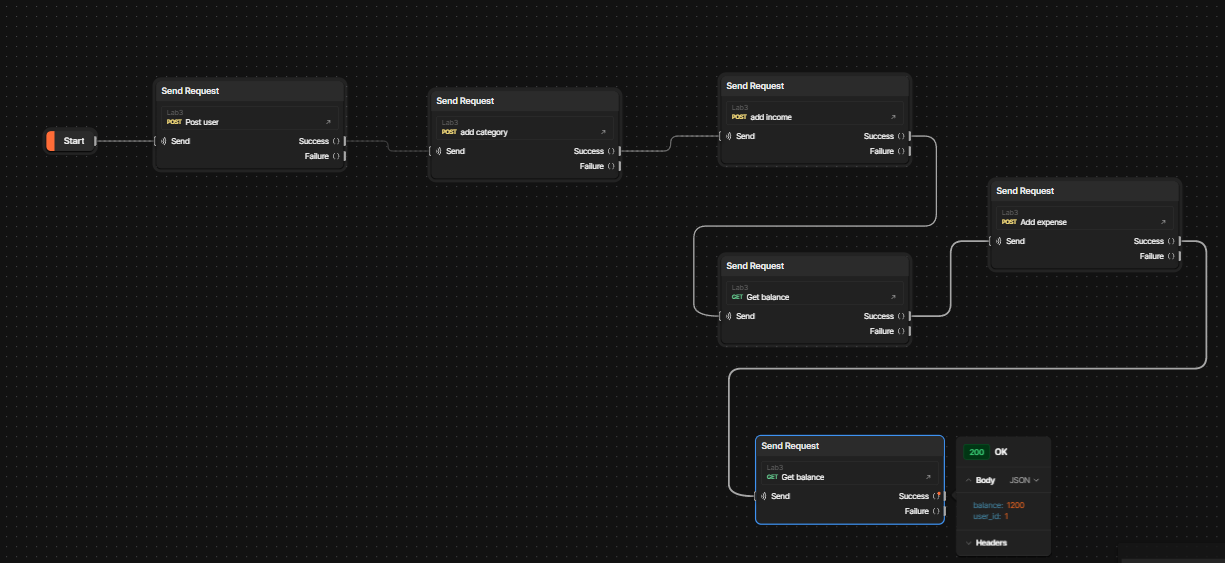 Start
Send Request
Lab3
POST Post user
Send Success
Failure
Send Request
Lab3
POST add category
Send Success
Failure
Send Request
Lab3
POST add income
Send Success
Failure
Send Request
Lab3
POST Add expense
Send Success
Failure
Send Request
Lab3
GET Get balance
Send Success
Failure
Send Request
Lab3
GET Get balance
Send Success
Failure
200 OK
Body JSON
balance: 1200
user_id: 1
Headers